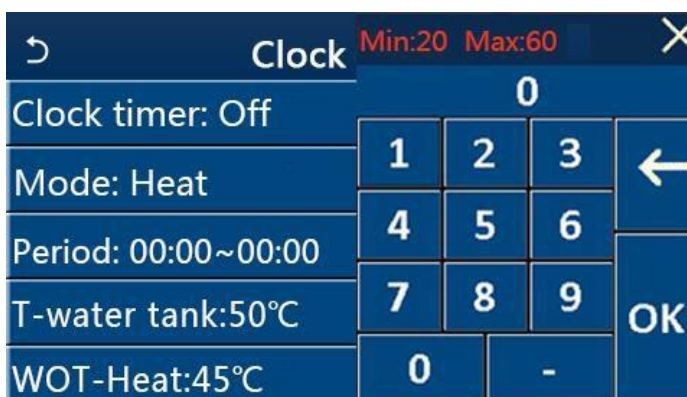 Clock
Clock timer: Off
Mode: Heat
Period: 00:00~00:00
T-water tank:50℃
WOT-Heat:45℃
Min:20 Max:60
0
1 2 3
4 5 6
7 8 9
0 -
OK